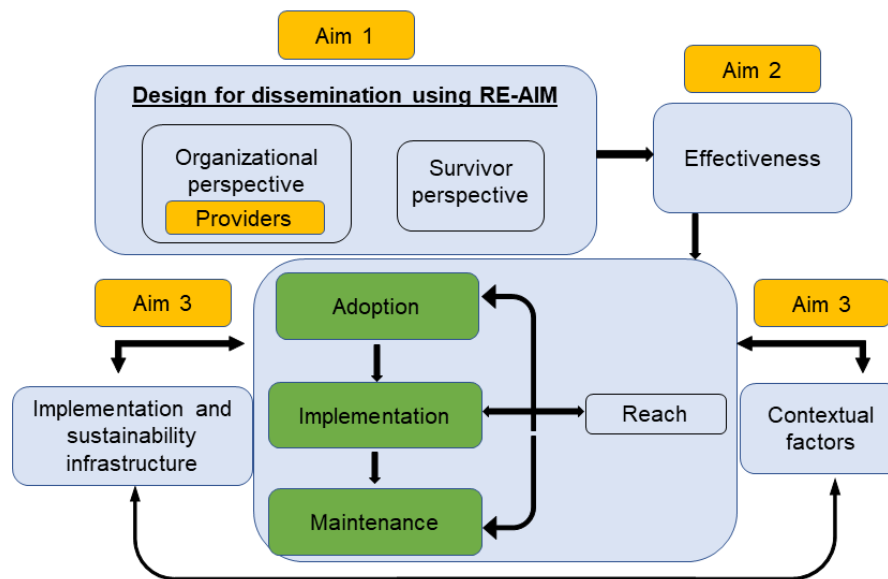 Aim 1
Design for dissemination using RE-AIM
Organizational
perspective
Providers
Survivor
perspective
Aim 2
Effectiveness
Aim 3
Adoption
Implementation
Maintenance
Reach
Aim 3
Implementation and
sustainability
infrastructure
Contextual
factors